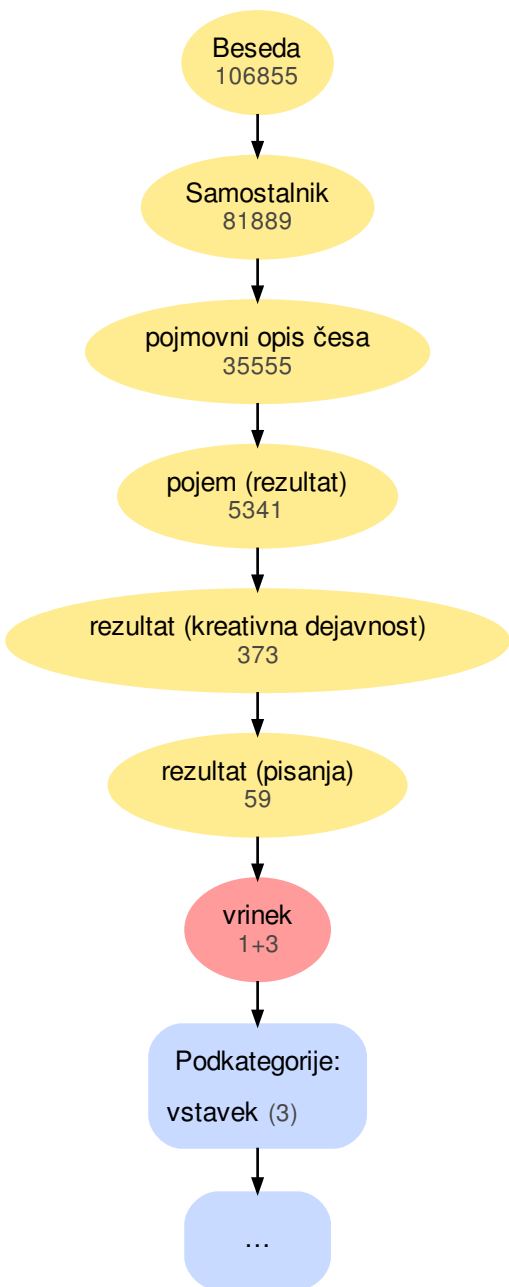 Beseda
106855
Samostalnik
81889
pojmovni opis česa
35555
pojem (rezultat)
5341
rezultat (kreativna dejavnost)
373
rezultat (pisanja)
59
vrinek
1+3
Podkategorije:
vstavek (3)
...